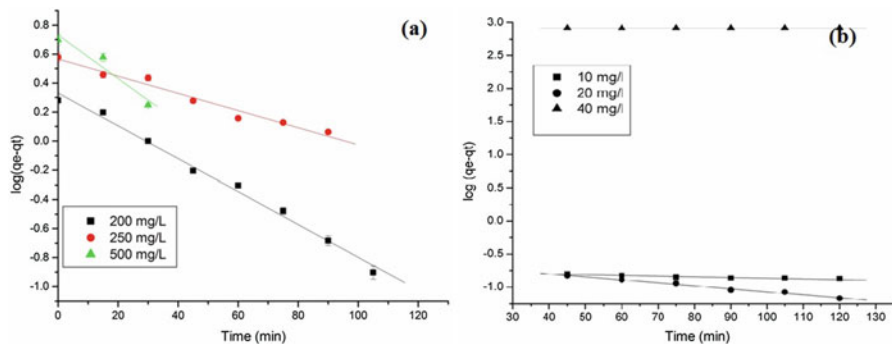 (a)
log(qe-qt)
0.8
0.6
0.4
0.2
0.0
-0.2
-0.4
-0.6
-0.8
-1.0
200 mg/L
250 mg/L
500 mg/L
0 20 40 60 80 100 120
Time (min)
(b)
log (qe-qt)
3.0
2.5
2.0
1.5
1.0
0.5
0.0
-0.5
-1.0
10 mg/l
20 mg/l
40 mg/l
30 40 50 60 70 80 90 100 110 120 130
Time (min)